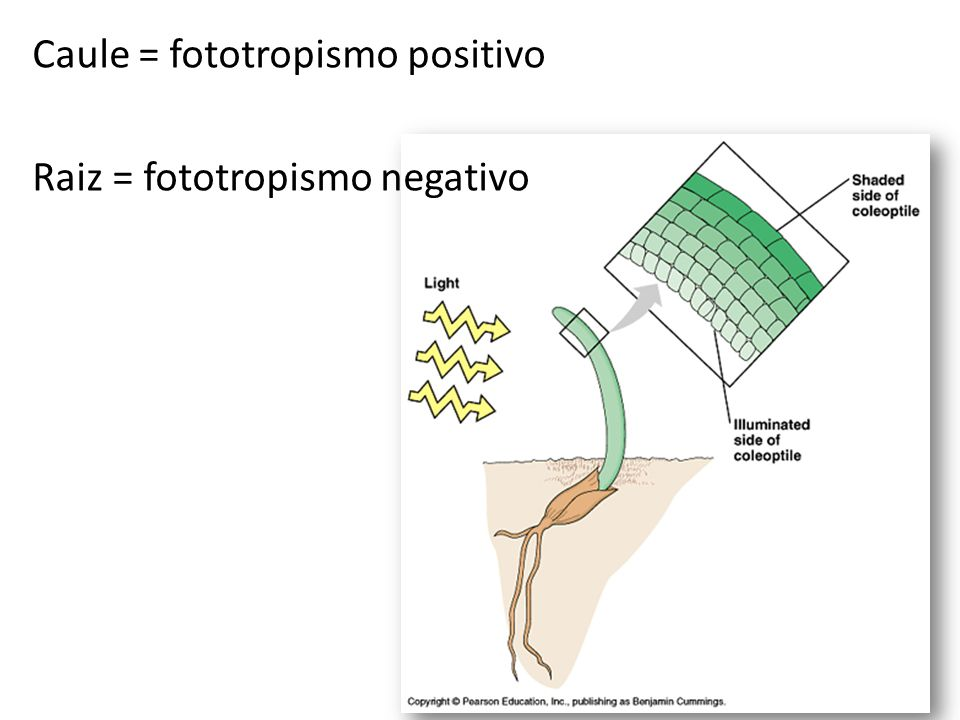 Caule = fototropismo positivo
Raiz = fototropismo negativo
Shaded
side of
coleoptile
Light
Illuminated
side of
coleoptile
Copyright © Pearson Education, Inc., publishing as Benjamin Cummings.